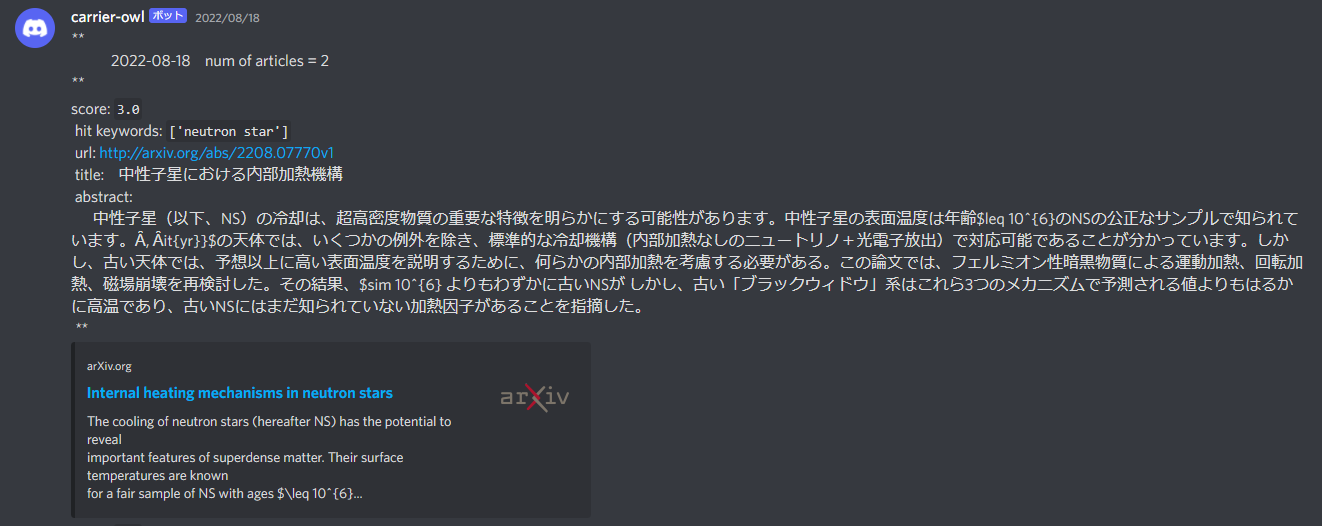 carrier-owl ボット 2022/08/18
**
2022-08-18 num of articles = 2
**
score: 3.0
hit keywords: ['neutron star']
url: http://arxiv.org/abs/2208.07770v1
title: 中性子星における内部加熱機構
abstract:
中性子星（以下、NS）の冷却は、超高密度物質の重要な特徴を明らかにする可能性があります。中性子星の表面温度は年齢$leq 10^{6}のNSの公正なサンプルで知られて
います。Â, Âit{yr}}$の天体では、いくつかの例外を除き、標準的な冷却機構（内部加熱なしのニュートリノ＋光電子放出）で対応可能であることが分かっています。しか
し、古い天体では、予想以上に高い表面温度を説明するために、何らかの内部加熱を考慮する必要がある。この論文では、フェルミオン性暗黒物質による運動加熱、回転加
熱、磁場崩壊を再検討した。その結果、$sim 10^{6} よりもわずかに古いNSが しかし、古い「ブラックウィドウ」系はこれら3つのメカニズムで予測される値よりもはるか
に高温であり、古いNSにはまだ知られていない加熱因子があることを指摘した。
**
arXiv.org
Internal heating mechanisms in neutron stars
arXiv
The cooling of neutron stars (hereafter NS) has the potential to
reveal
important features of superdense matter. Their surface
temperatures are known
for a fair sample of NS with ages $\leq 10^{6}...